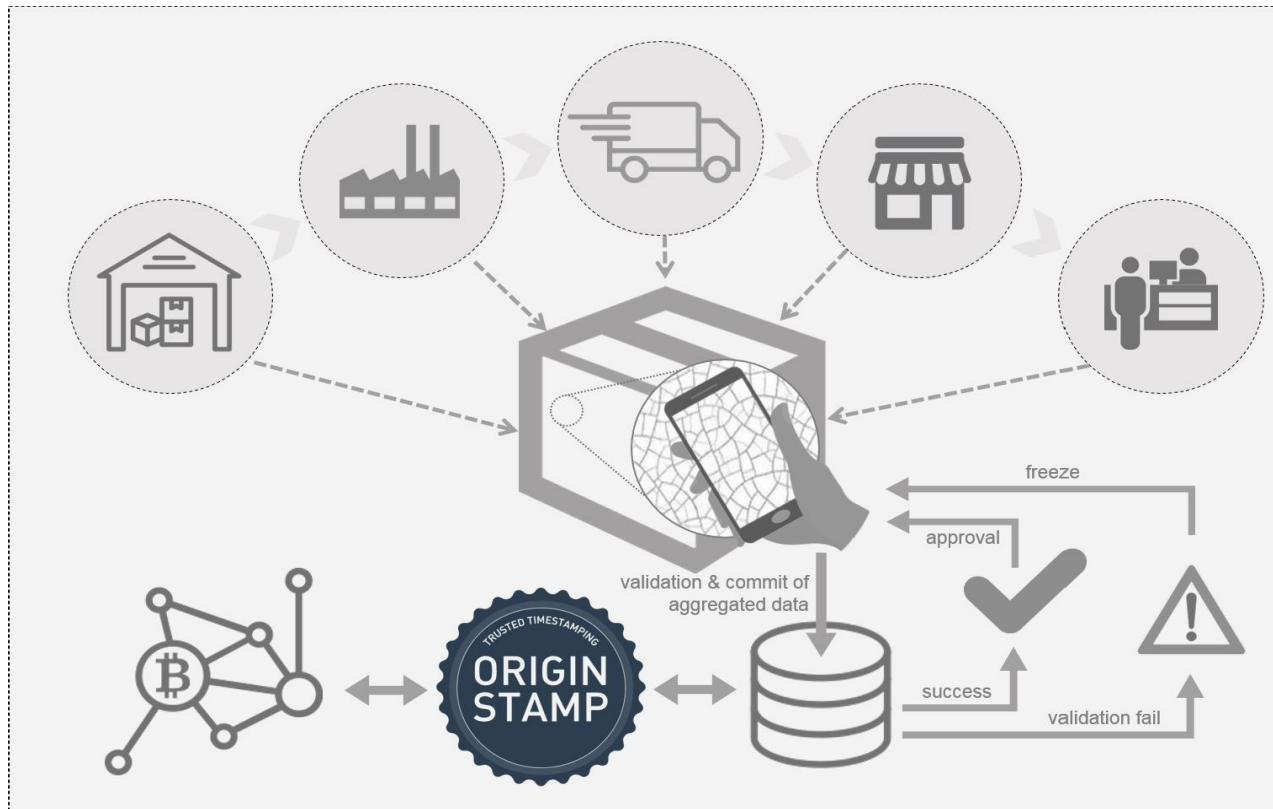 freeze
approval
validation & commit of
aggregated data
TRUSTED TIMESTAMPING
ORIGIN
STAMP
success
validation fail